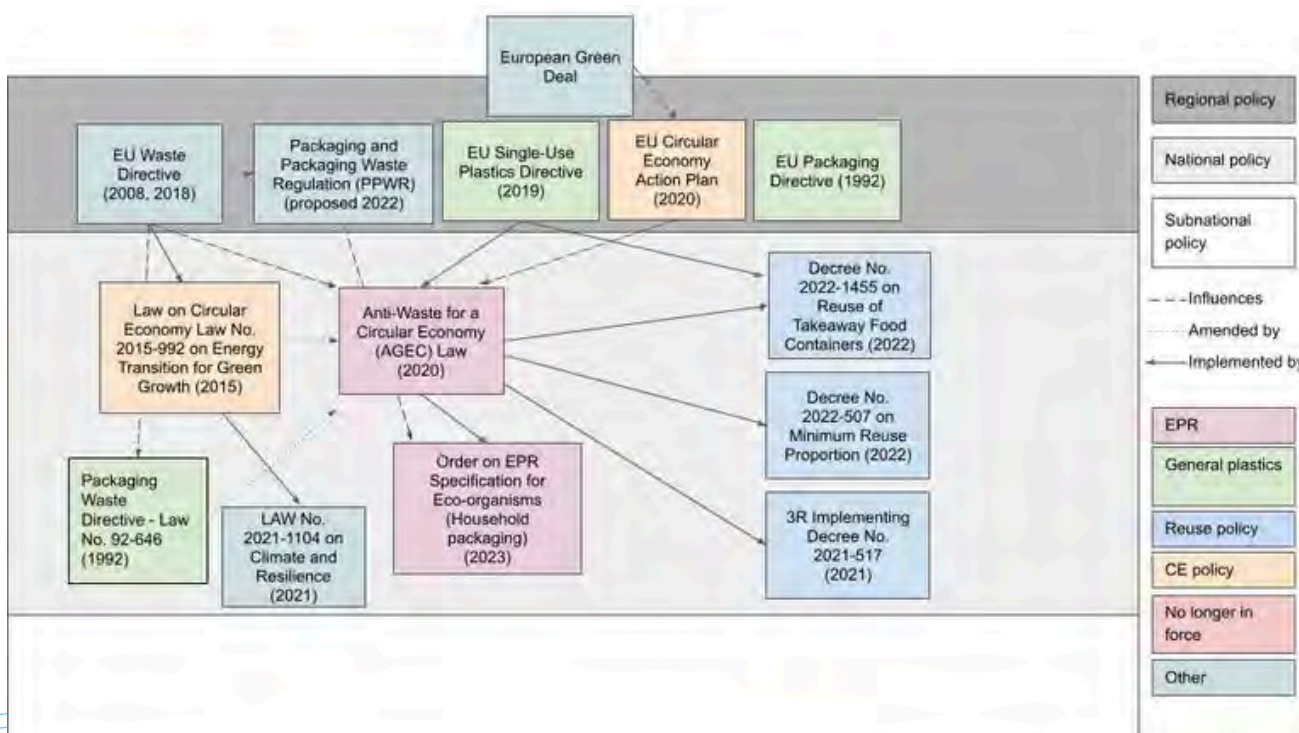 European Green
Deal
EU Waste
Directive
(2008, 2018)
Packaging and
Packaging Waste
Regulation (PPWR)
(proposed 2022)
EU Single-Use
Plastics Directive
(2019)
EU Circular
Economy
Action Plan
(2020)
EU Packaging
Directive (1992)
Law on Circular
Economy Law No.
2015-992 on Energy
Transition for Green
Growth (2015)
Anti-Waste for a
Circular Economy
(AGEC) Law
(2020)
Decree No.
2022-1455 on
Reuse of
Takeaway Food
Containers (2022)
Decree No.
2022-507 on
Minimum Reuse
Proportion (2022)
Packaging
Waste
Directive - Law
No. 92-646
(1992)
LAW No.
2021-1104 on
Climate and
Resilience
(2021)
Order on EPR
Specification for
Eco-organisms
(Household
packaging)
(2023)
3R Implementing
Decree No.
2021-517
(2021)
Regional policy
National policy
Subnational
policy
Influences
Amended by
Implemented by
EPR
General plastics
Reuse policy
CE policy
No longer in
force
Other